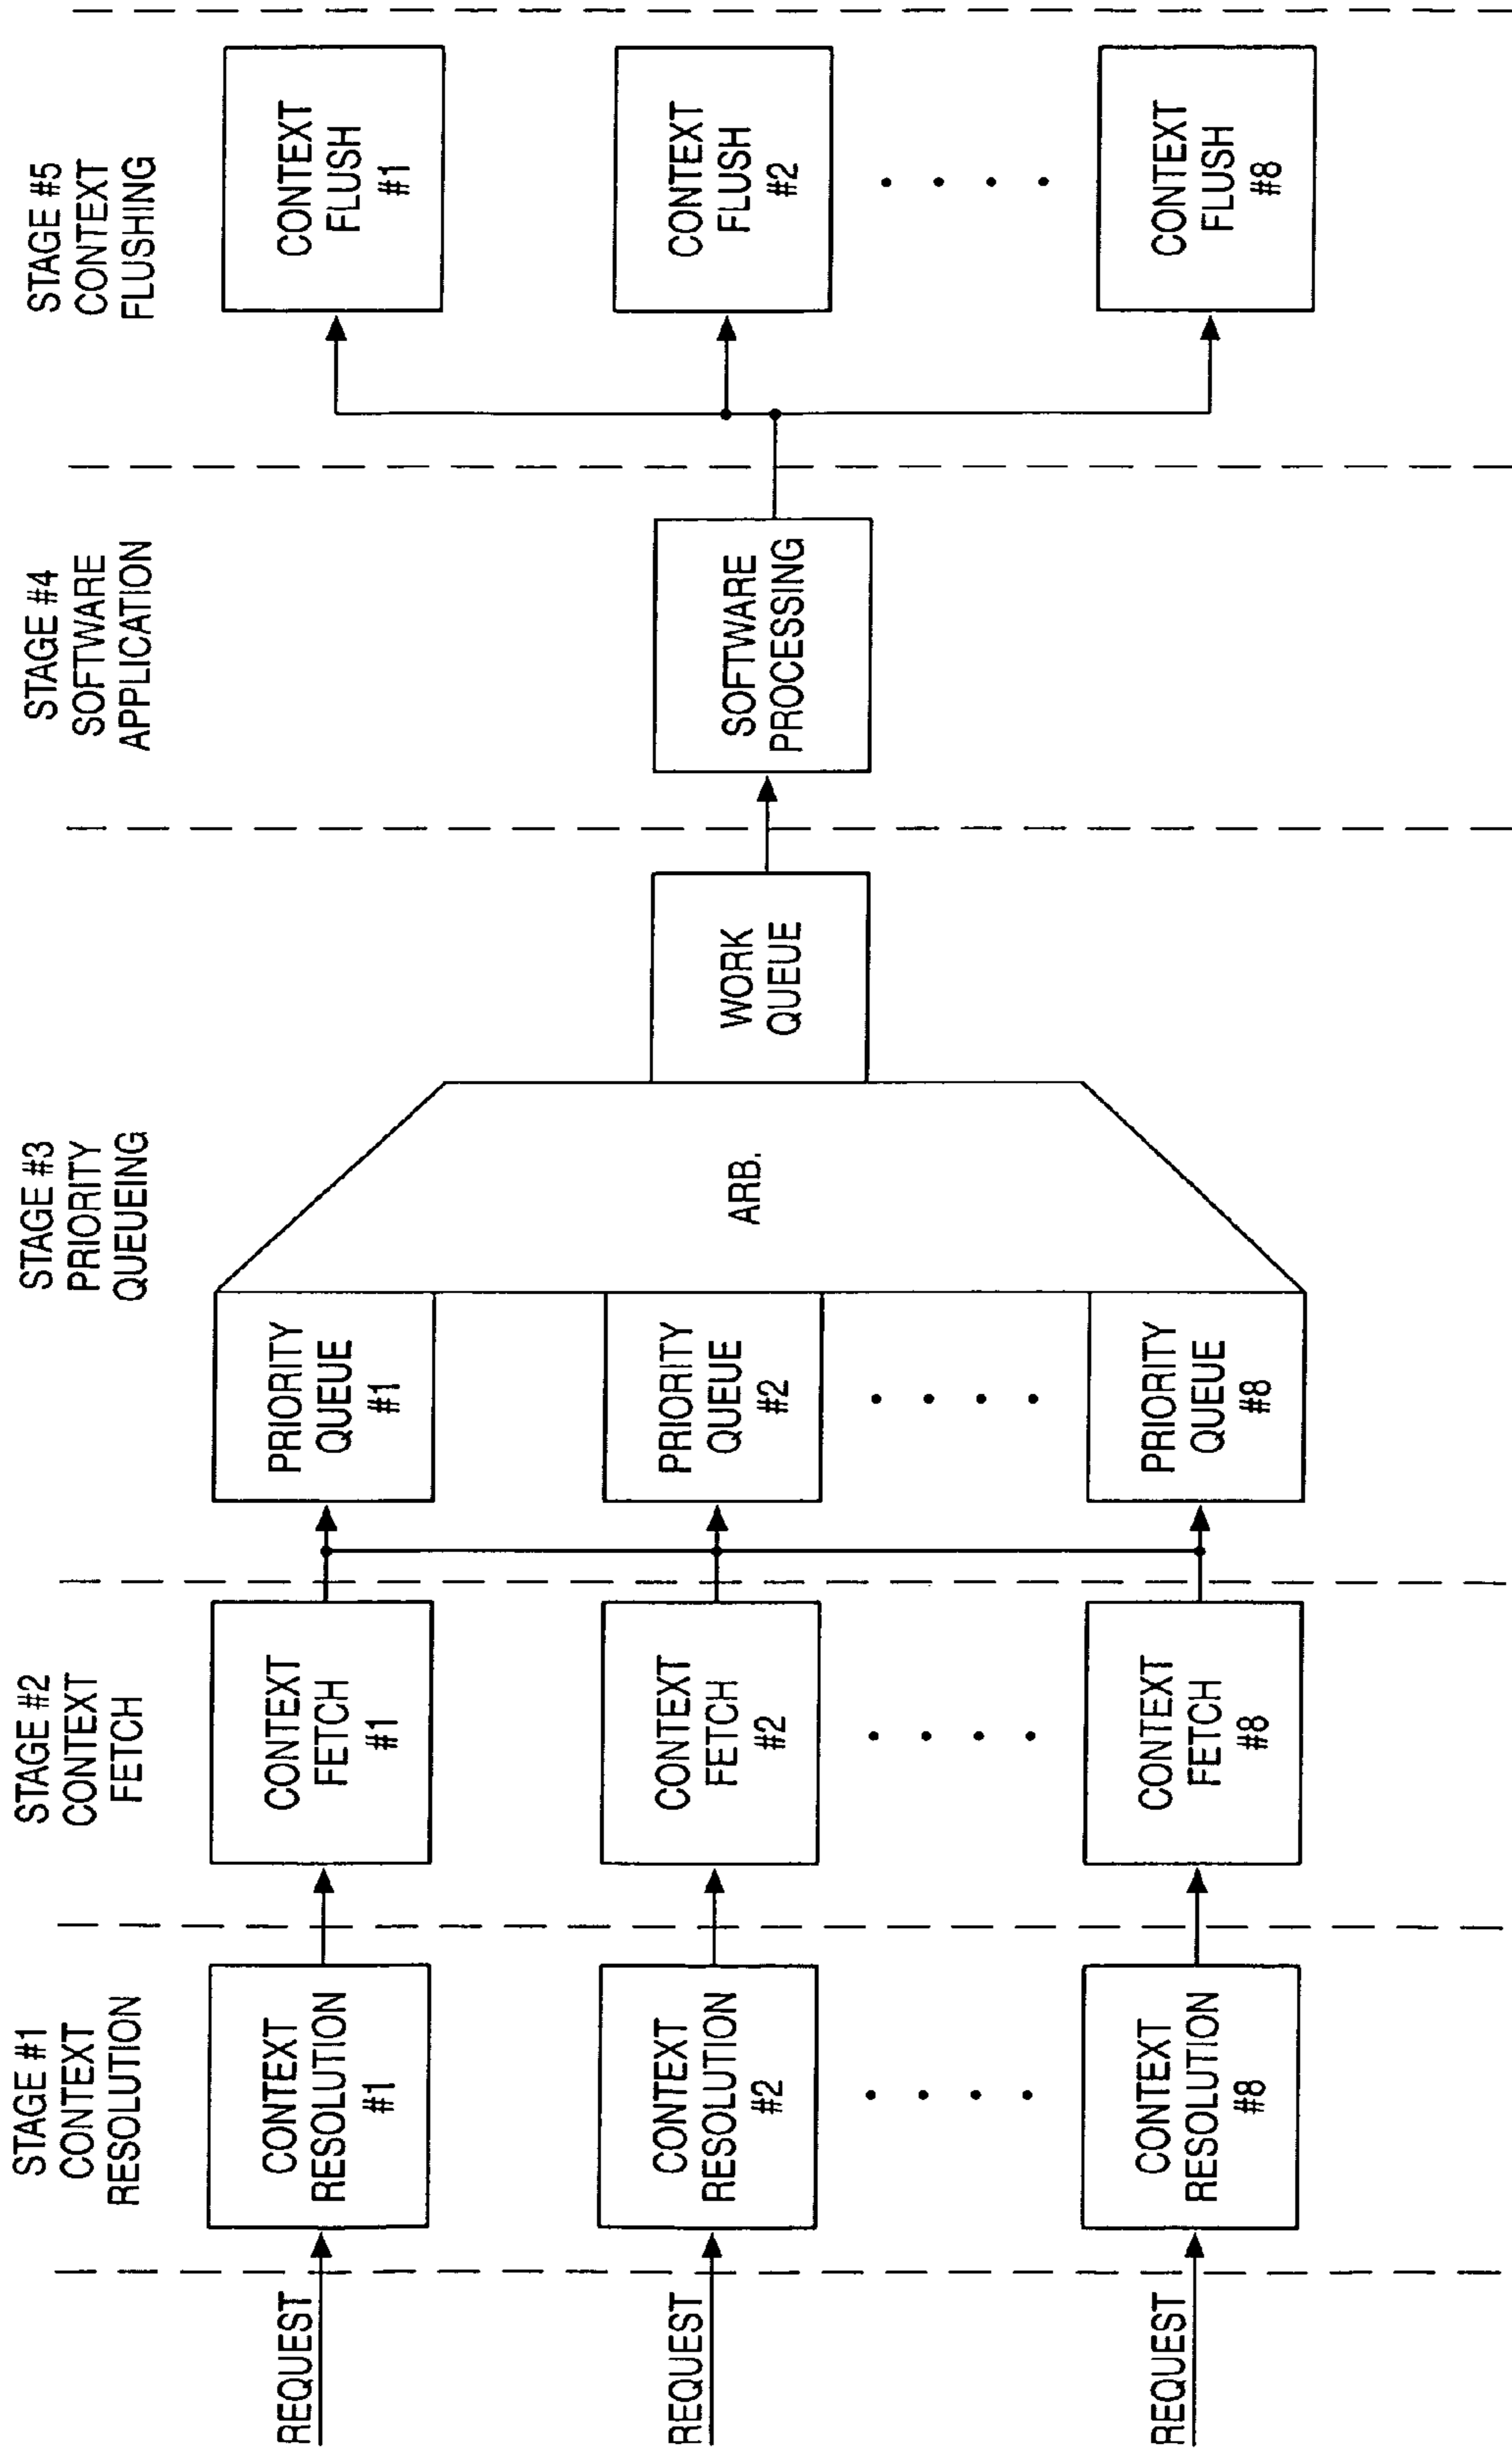 STAGE #1
CONTEXT
RESOLUTION
STAGE #2
CONTEXT
FETCH
STAGE #3
PRIORITY
QUEUEING
STAGE #4
SOFTWARE
APPLICATION
STAGE #5
CONTEXT
FLUSHING
REQUEST
CONTEXT
RESOLUTION
#1
CONTEXT
FETCH
#1
PRIORITY
QUEUE
#1
CONTEXT
FLUSH
#1
REQUEST
CONTEXT
RESOLUTION
#2
CONTEXT
FETCH
#2
PRIORITY
QUEUE
#2
ARB.
WORK
QUEUE
SOFTWARE
PROCESSING
CONTEXT
FLUSH
#2
REQUEST
CONTEXT
RESOLUTION
#8
CONTEXT
FETCH
#8
PRIORITY
QUEUE
#8
CONTEXT
FLUSH
#8